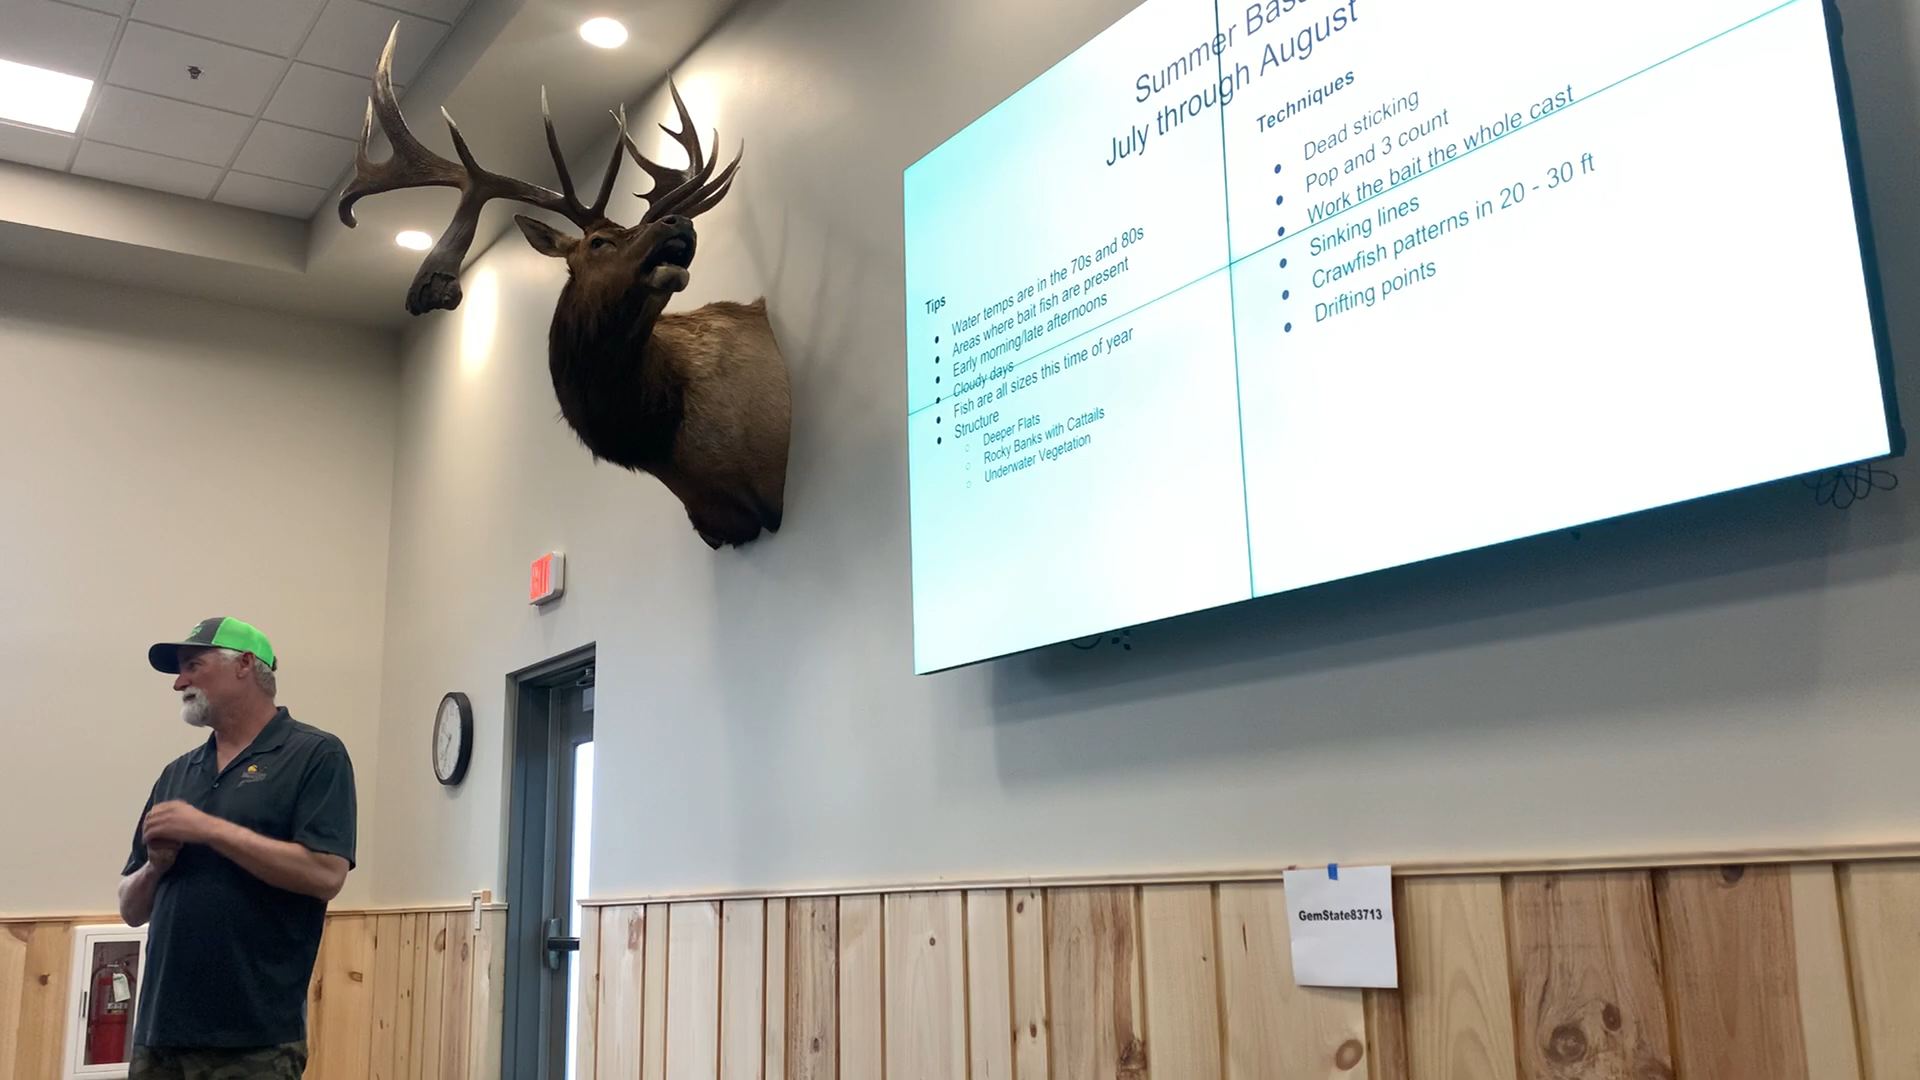 Summer Bass
July through August
Tips
Water temps are in the 70s and 80s
Areas where bait fish are present
Early morning/late afternoons
Cloudy days
Fish are all sizes this time of year
Structure
Deeper Flats
Rocky Banks with Cattails
Underwater Vegetation
Techniques
Dead sticking
Pop and 3 count
Work the bait the whole cast
Sinking lines
Crawfish patterns in 20 - 30 ft
Drifting points
EXIT
GemState83713